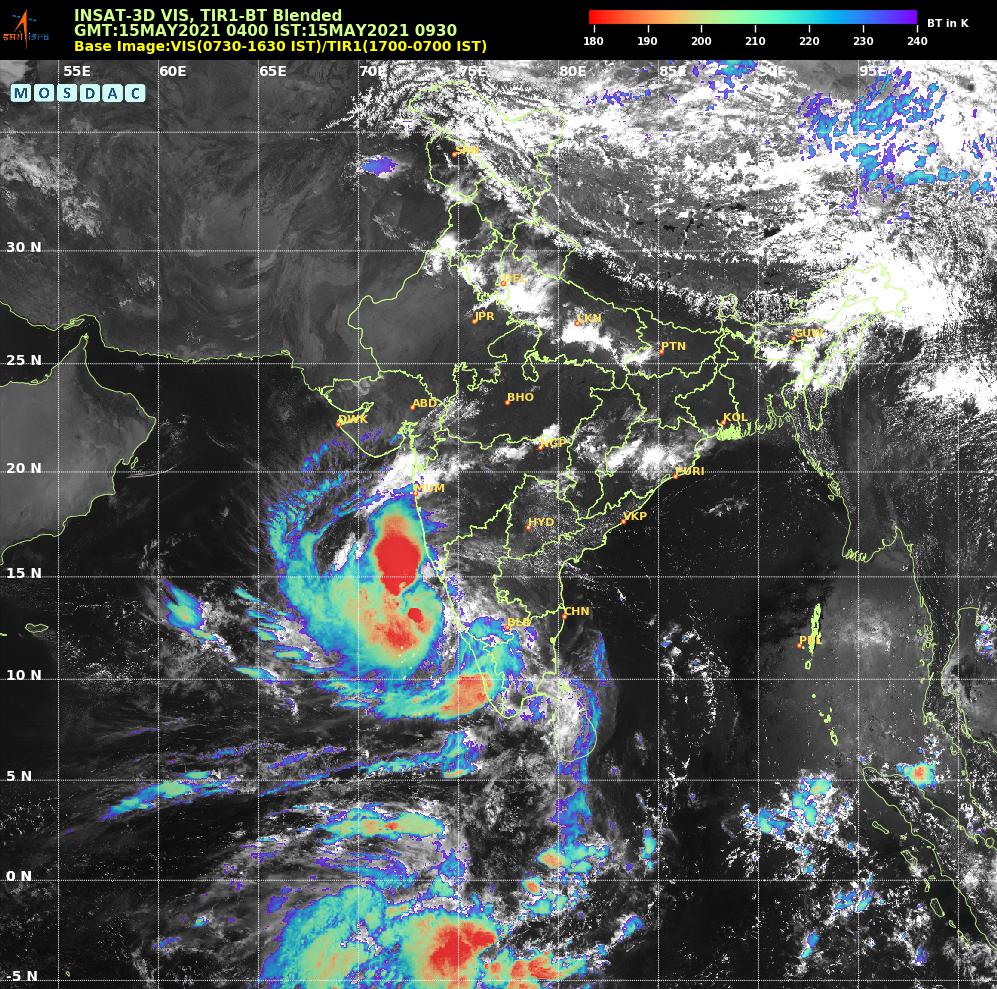 INSAT-3D VIS, TIR1-BT Blended
GMT:15MAY2021 0400 IST:15MAY2021 0930
Base Image:VIS(0730-1630 IST)/TIR1(1700-0700 IST)
BT in K
180 190 200 210 220 230 240
55E 60E 65E 70E 75E 80E 85E 90E 95E
MOSDAC
SRN
30 N
DEL
JPR LKN
GUW
PTN
25 N
BHO
ABD
DWK KOL
NGP
20 N
PURI
MUM
VKP
HYD
15 N
CHN
BLR
PBL
10 N
5 N
0 N
-5 N